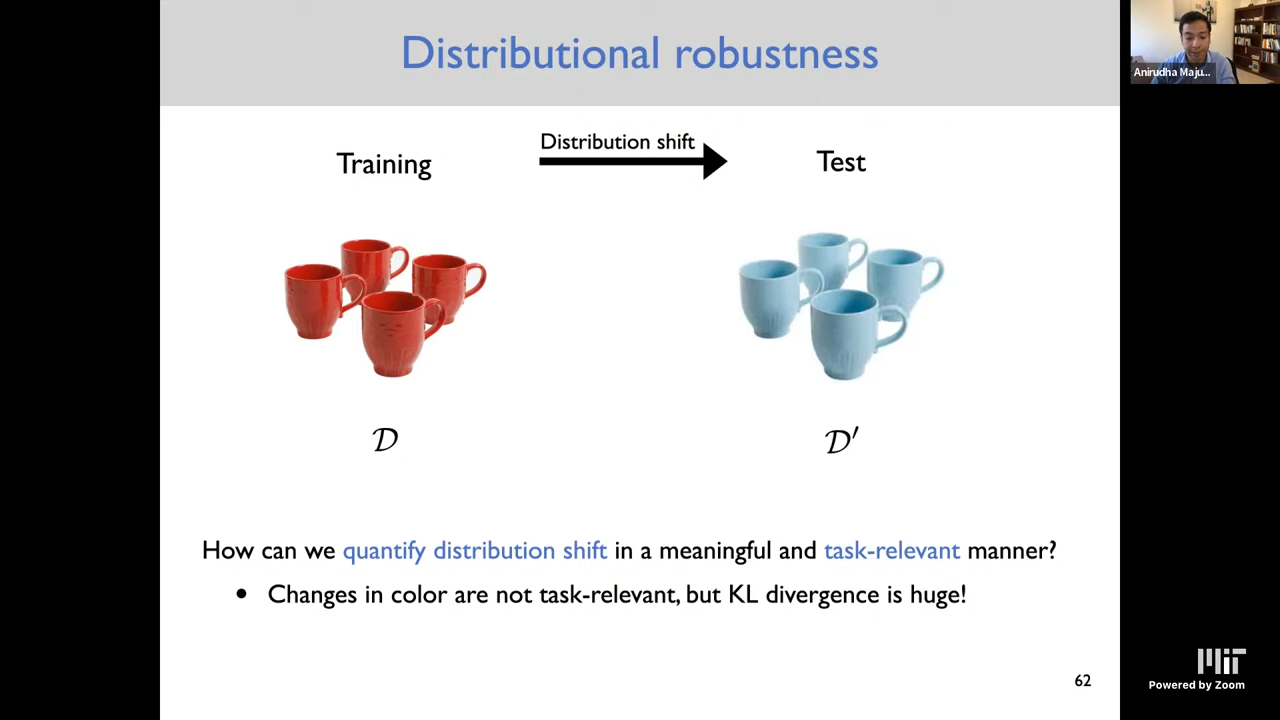 Distributional robustness
Anirudha Maju...
Distribution shift
Training
Test
𝒟
𝒟′
How can we quantify distribution shift in a meaningful and task-relevant manner?
• Changes in color are not task-relevant, but KL divergence is huge!
62
MIT
Powered by Zoom